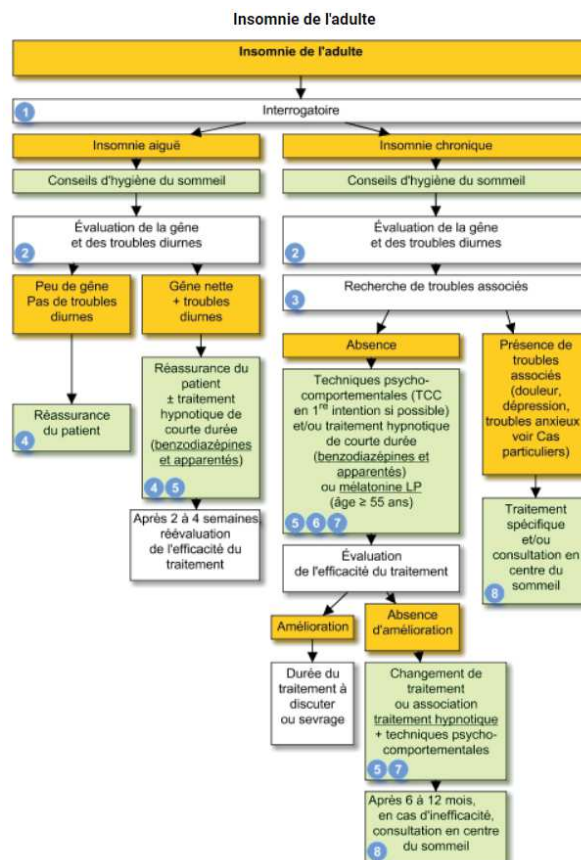 Insomnie de l'adulte
Insomnie de l'adulte
1
Interrogatoire
Insomnie aiguë
Insomnie chronique
Conseils d'hygiène du sommeil
Conseils d'hygiène du sommeil
Évaluation de la gêne
et des troubles diurnes
2
Évaluation de la gêne
et des troubles diurnes
2
Peu de gêne
Pas de troubles
diurnes
Gêne nette
+ troubles
diurnes
3
Recherche de troubles associés
Absence
Présence de
troubles
associés
(douleur,
dépression,
troubles anxieux
voir Cas
particuliers)
Réassurance
du patient
4
Réassurance du
patient
± traitement
hypnotique de
courte durée
(benzodiazépines
et apparentés)
4 5
Techniques psycho-
comportementales (TCC
en 1re intention si possible)
et/ou traitement hypnotique
de courte durée
(benzodiazépines et
apparentés)
ou mélatonine LP
(âge ≥ 55 ans)
5 6 7
Traitement
spécifique
et/ou
consultation en
centre du
sommeil
8
Après 2 à 4 semaines,
réévaluation
de l'efficacité du
traitement
Évaluation
de l'efficacité du traitement
Amélioration
Absence
d'amélioration
Durée du
traitement à
discuter
ou sevrage
Changement de
traitement
ou association
traitement hypnotique
+ techniques psycho-
comportementales
5 7
Après 6 à 12 mois,
en cas d'inefficacité,
consultation en centre
du sommeil
8